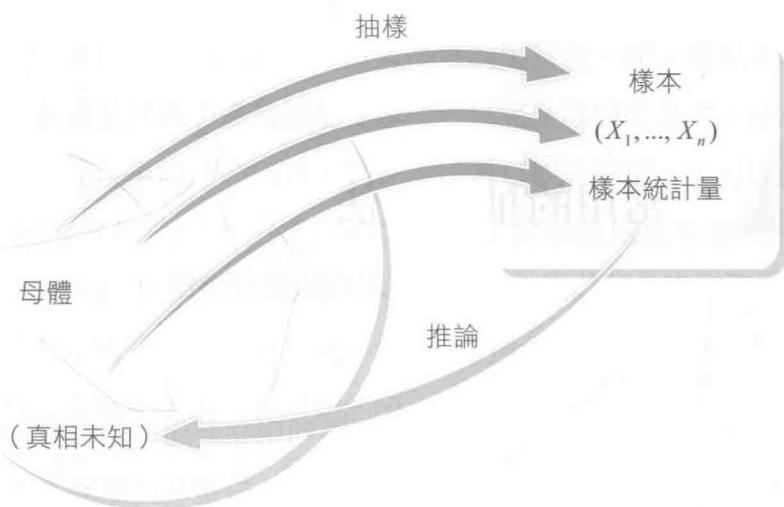 抽樣
樣本
(X₁,..., Xₙ)
樣本統計量
母體
推論
（真相未知）